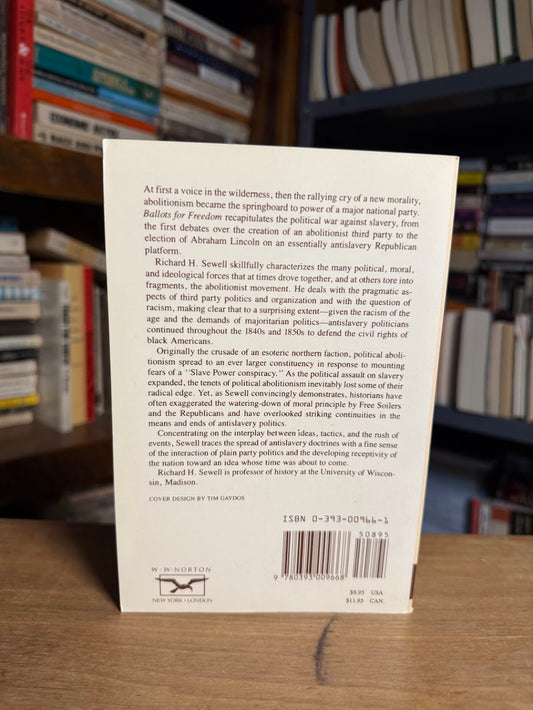 At first a voice in the wilderness, then the rallying cry of a new morality,
abolitionism became the springboard to power of a major national party.
Ballots for Freedom recapitulates the political war against slavery, from
the first debates over the creation of an abolitionist third party to the
election of Abraham Lincoln on an essentially antislavery Republican
platform.
Richard H. Sewell skillfully characterizes the many political, moral,
and ideological forces that at times drove together, and at others tore into
fragments, the abolitionist movement. He deals with the pragmatic as-
pects of third party politics and organization and with the question of
racism, making clear that to a surprising extent—given the racism of
the age and the demands of majoritarian politics—antislavery politicians
continued throughout the 1840s and 1850s to defend the civil rights of
black Americans.
Originally the crusade of an esoteric northern faction, political aboli-
tionism spread to an ever larger constituency in response to mounting
fears of a "Slave Power conspiracy." As the political assault on slavery
expanded, the tenets of political abolitionism inevitably lost some of their
radical edge. Yet, as Sewell convincingly demonstrates, historians have
often exaggerated the watering-down of moral principle by Free Soilers
and the Republicans and have overlooked striking continuities in the
means and ends of antislavery politics.
Concentrating on the interplay between ideas, tactics, and the rush of
events, Sewell traces the spread of antislavery doctrines with a fine sense
of the interaction of plain party politics and the developing receptivity of
the nation toward an idea whose time was about to come.
Richard H. Sewell is professor of history at the University of Wiscon-
sin, Madison.
COVER DESIGN BY TIM GAYDOS
ISBN 0-393-00966-1
50895
9 780393 009668
W·W·NORTON
NEW YORK · LONDON
$8.95 USA
$11.95 CAN.